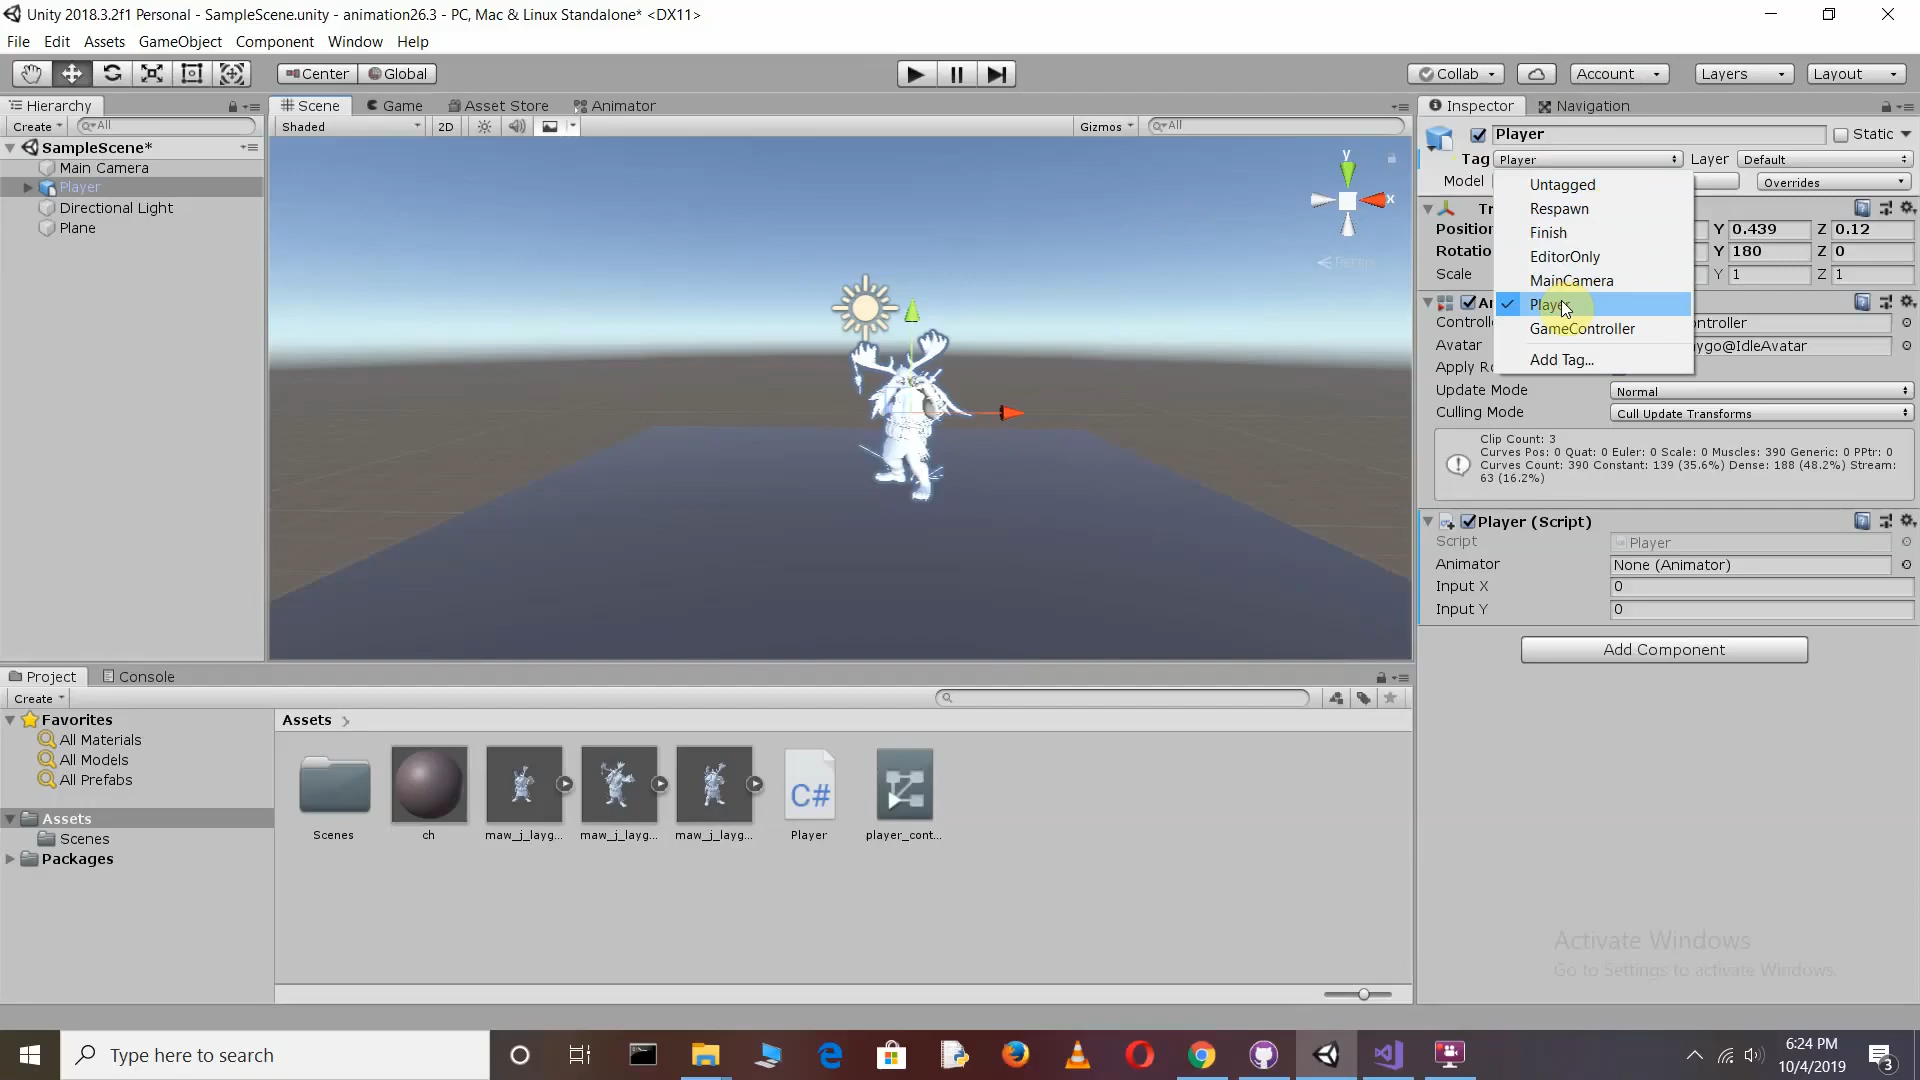 Unity 2018.3.2f1 Personal - SampleScene.unity - animation26.3 - PC, Mac & Linux Standalone* <DX11>
File Edit Assets GameObject Component Window Help
Center Global Collab Account Layers Layout
Hierarchy Scene Game Asset Store Animator Inspector Navigation
Create All Shaded 2D Gizmos All
SampleScene*
Main Camera
Player
Directional Light
Plane
y
x
Persp
Player Static
Tag Player Layer Default
Model Overrides
Untagged
Respawn
Finish
EditorOnly
MainCamera
Player
GameController
Add Tag...
Tr
Position Y 0.439 Z 0.12
Rotatio Y 180 Z 0
Scale Y 1 Z 1
An
Controlle ontroller
Avatar ygo@IdleAvatar
Apply Ro
Update Mode Normal
Culling Mode Cull Update Transforms
Clip Count: 3
Curves Pos: 0 Quat: 0 Euler: 0 Scale: 0 Muscles: 390 Generic: 0 PPtr: 0
Curves Count: 390 Constant: 139 (35.6%) Dense: 188 (48.2%) Stream:
63 (16.2%)
Player (Script)
Script Player
Animator None (Animator)
Input X 0
Input Y 0
Add Component
Project Console
Create
Favorites
All Materials
All Models
All Prefabs
Assets
Scenes
Packages
Assets
C#
Scenes ch maw_j_layg... maw_j_layg... maw_j_layg... Player player_cont...
Activate Windows
Go to Settings to activate Windows.
Type here to search
6:24 PM
10/4/2019
3